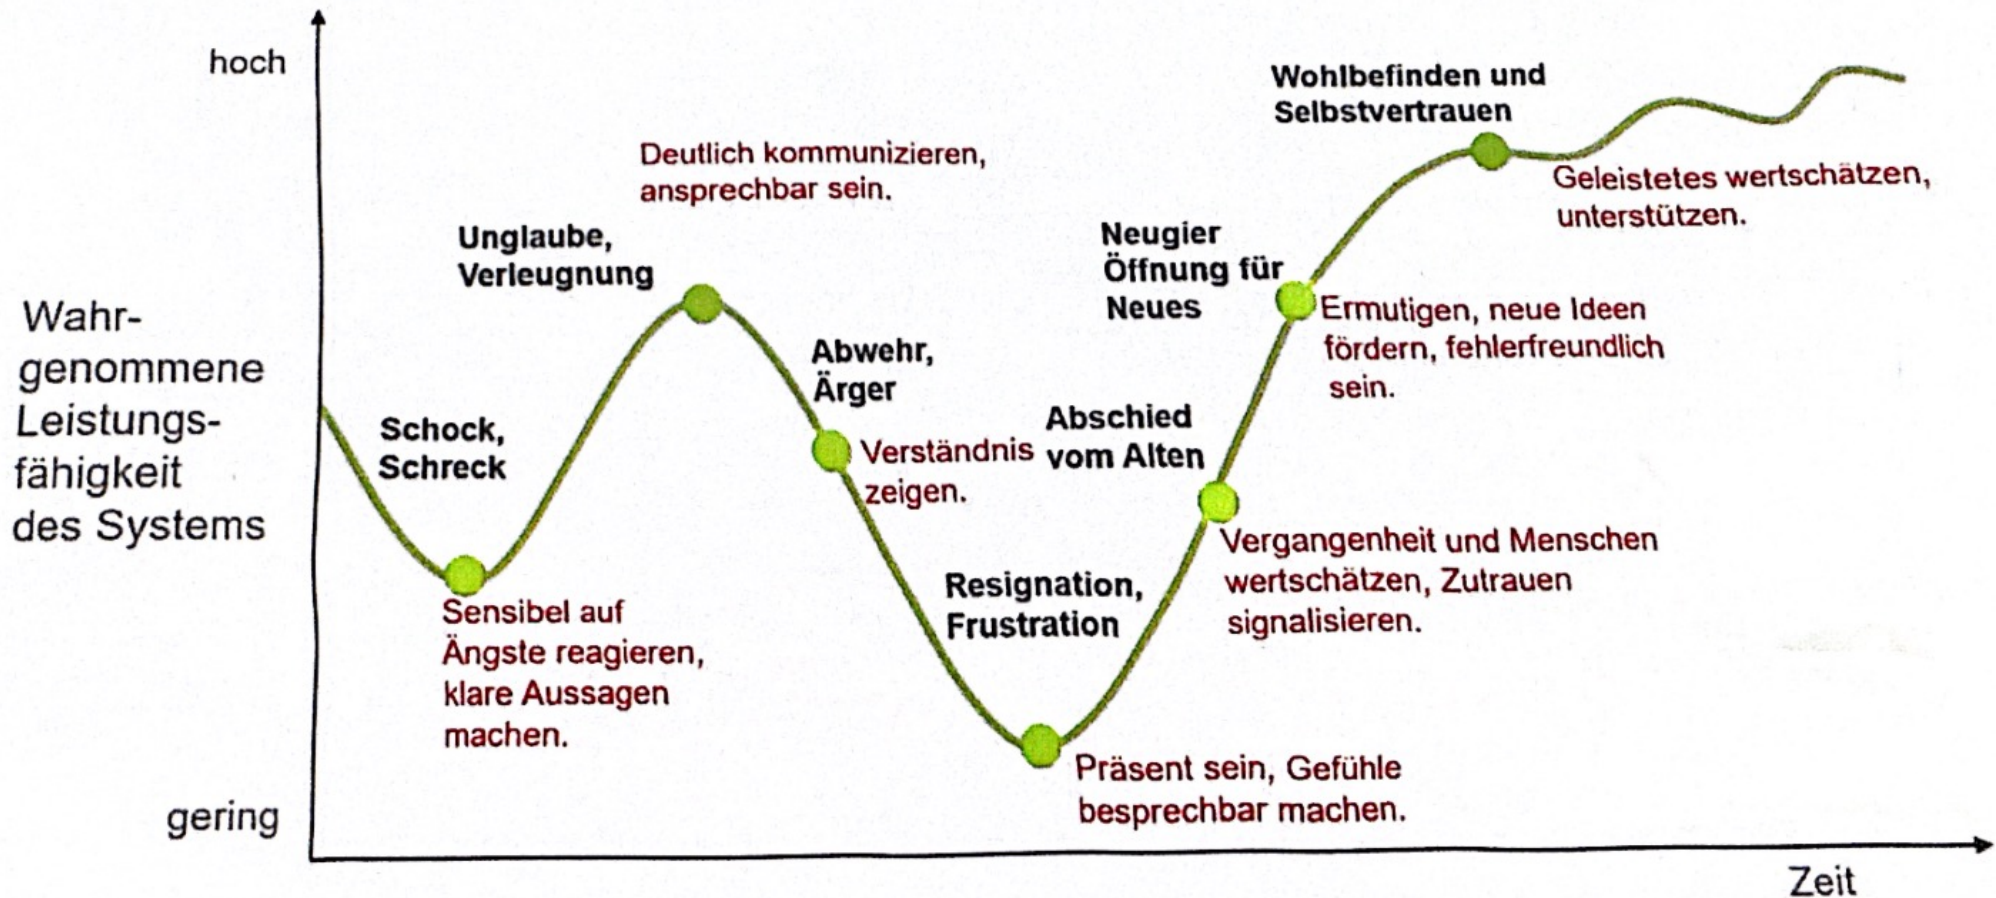 hoch
Wahr-
genommene
Leistungs-
fähigkeit
des Systems
gering
Schock,
Schreck
Sensibel auf
Ängste reagieren,
klare Aussagen
machen.
Unglaube,
Verleugnung
Deutlich kommunizieren,
ansprechbar sein.
Abwehr,
Ärger
Verständnis
zeigen.
Resignation,
Frustration
Präsent sein, Gefühle
besprechbar machen.
Abschied
vom Alten
Vergangenheit und Menschen
wertschätzen, Zutrauen
signalisieren.
Neugier
Öffnung für
Neues
Ermutigen, neue Ideen
fördern, fehlerfreundlich
sein.
Wohlbefinden und
Selbstvertrauen
Geleistetes wertschätzen,
unterstützen.
Zeit